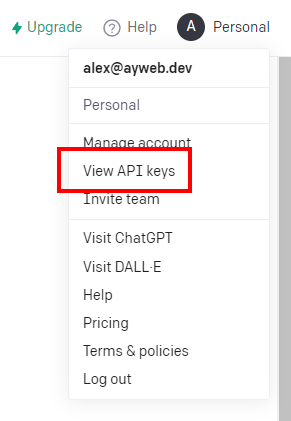 Upgrade Help A Personal
alex@ayweb.dev
Personal
Manage account
View API keys
Invite team
Visit ChatGPT
Visit DALL·E
Help
Pricing
Terms & policies
Log out